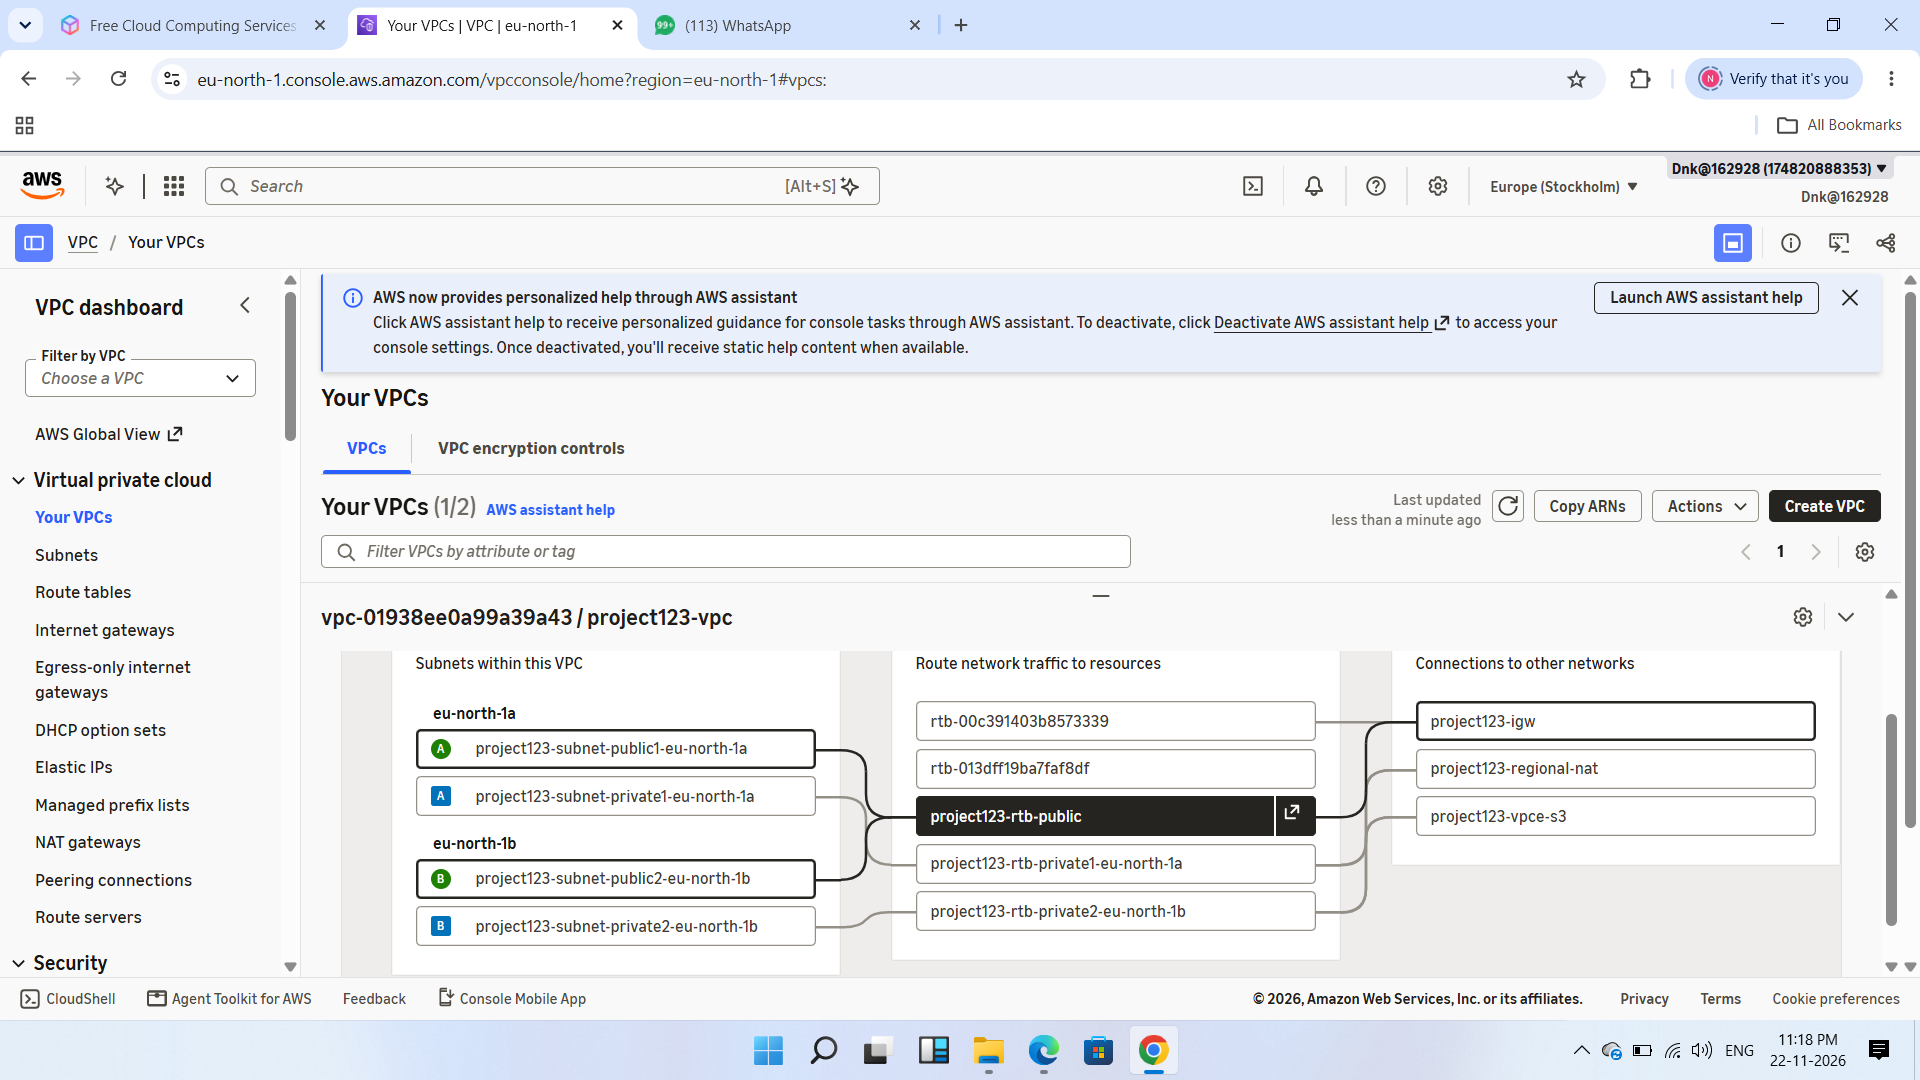 Free Cloud Computing Services
Your VPCs | VPC | eu-north-1
99+ (113) WhatsApp
eu-north-1.console.aws.amazon.com/vpcconsole/home?region=eu-north-1#vpcs:
N Verify that it's you
All Bookmarks
aws
Search [Alt+S]
Europe (Stockholm)
Dnk@162928 (174820888353)
Dnk@162928
VPC / Your VPCs
VPC dashboard
Filter by VPC
Choose a VPC
AWS Global View
Virtual private cloud
Your VPCs
Subnets
Route tables
Internet gateways
Egress-only internet
gateways
DHCP option sets
Elastic IPs
Managed prefix lists
NAT gateways
Peering connections
Route servers
Security
AWS now provides personalized help through AWS assistant
Click AWS assistant help to receive personalized guidance for console tasks through AWS assistant. To deactivate, click Deactivate AWS assistant help to access your
console settings. Once deactivated, you'll receive static help content when available.
Launch AWS assistant help
Your VPCs
VPCs VPC encryption controls
Your VPCs (1/2) AWS assistant help
Last updated
less than a minute ago
Copy ARNs Actions Create VPC
Filter VPCs by attribute or tag
1
vpc-01938ee0a99a39a43 / project123-vpc
Subnets within this VPC
eu-north-1a
A project123-subnet-public1-eu-north-1a
A project123-subnet-private1-eu-north-1a
eu-north-1b
B project123-subnet-public2-eu-north-1b
B project123-subnet-private2-eu-north-1b
Route network traffic to resources
rtb-00c391403b8573339
rtb-013dff19ba7faf8df
project123-rtb-public
project123-rtb-private1-eu-north-1a
project123-rtb-private2-eu-north-1b
Connections to other networks
project123-igw
project123-regional-nat
project123-vpce-s3
CloudShell Agent Toolkit for AWS Feedback Console Mobile App
© 2026, Amazon Web Services, Inc. or its affiliates. Privacy Terms Cookie preferences
ENG
11:18 PM
22-11-2026